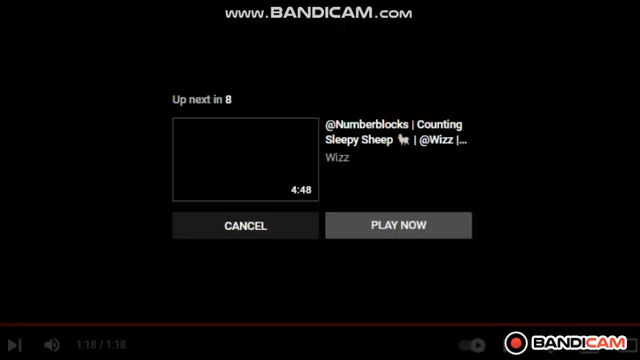 www.BANDICAM.com
Up next in 8
@Numberblocks | Counting
Sleepy Sheep 🐑 | @Wizz |...
Wizz
4:48
CANCEL
PLAY NOW
1:18 / 1:18
BANDICAM